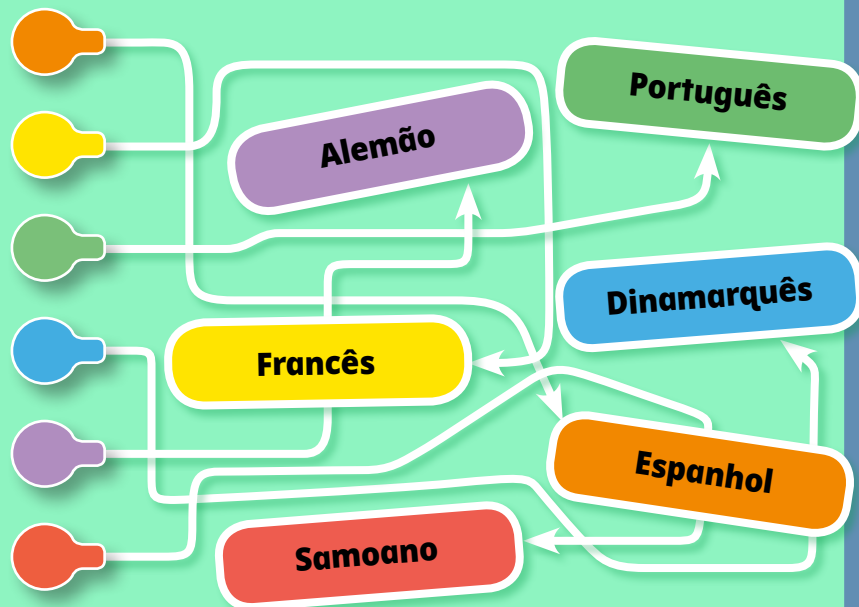 Português
Alemão
Dinamarquês
Francês
Espanhol
Samoano